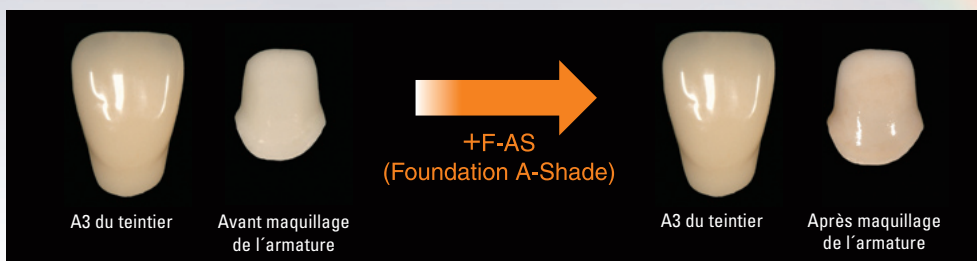 A3 du teintier
Avant maquillage
de l´armature
+F-AS
(Foundation A-Shade)
A3 du teintier
Après maquillage
de l´armature